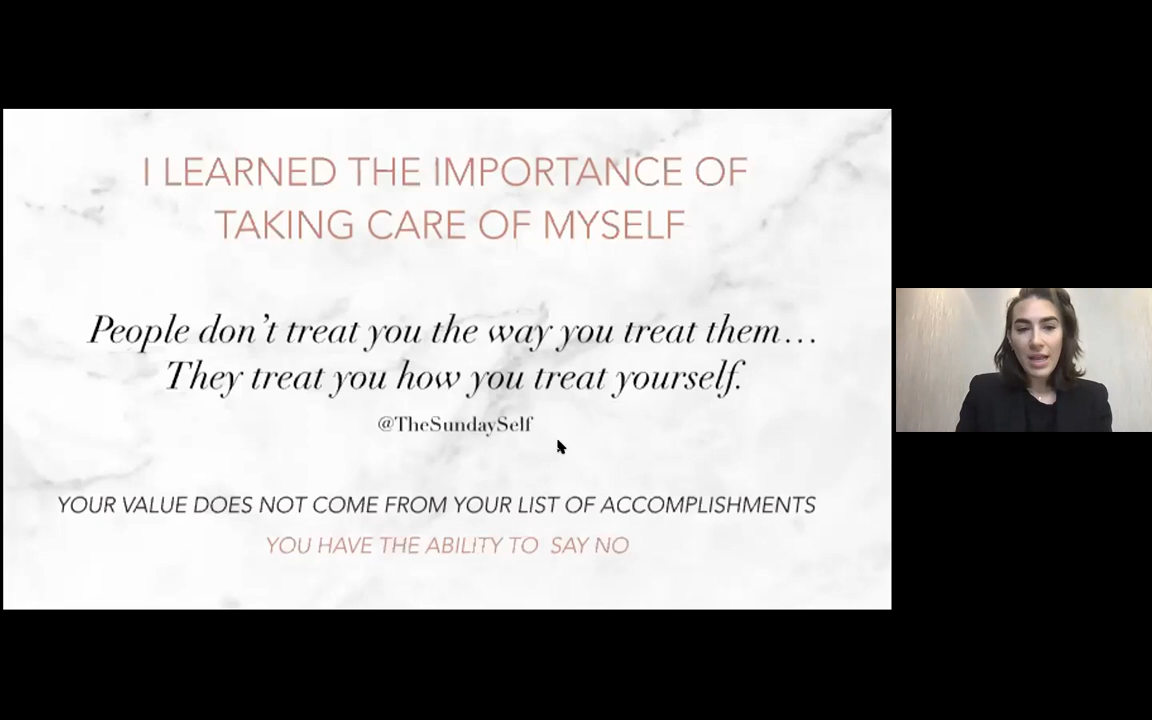 I LEARNED THE IMPORTANCE OF
TAKING CARE OF MYSELF
People don't treat you the way you treat them...
They treat you how you treat yourself.
@TheSundaySelf
YOUR VALUE DOES NOT COME FROM YOUR LIST OF ACCOMPLISHMENTS
YOU HAVE THE ABILITY TO SAY NO